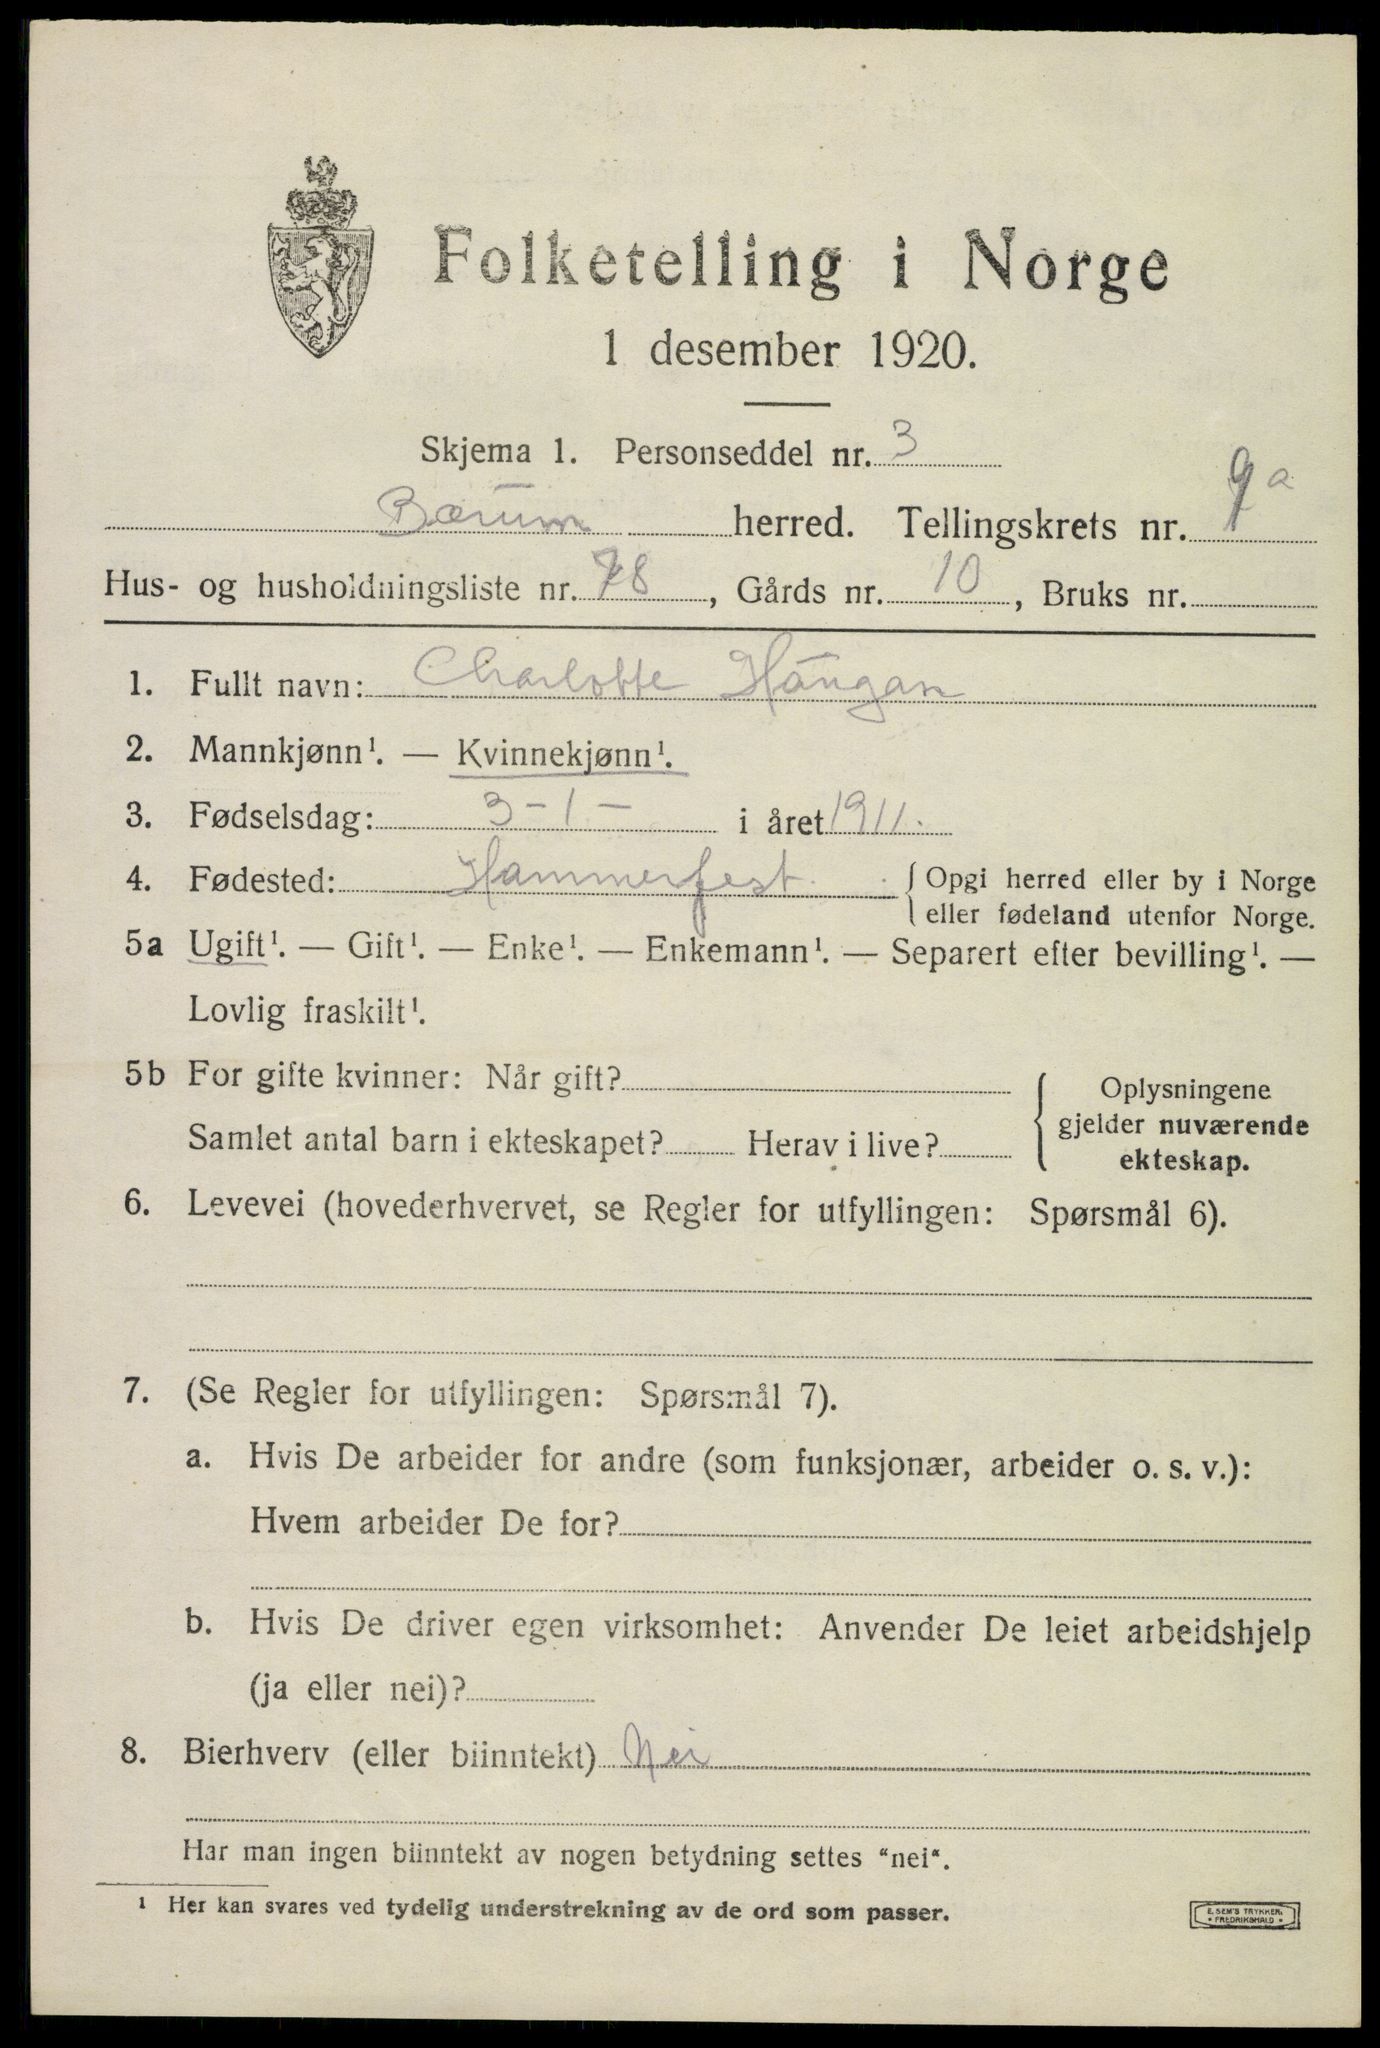 Folketelling i Norge
1 desember 1920.
Skjema 1. Personseddel nr. 3
Bærum herred. Tellingskrets nr. 9a
Hus- og husholdningsliste nr. 78, Gårds nr. 10, Bruks nr.
1. Fullt navn: Charlotte Haugan
2. Mannkjønn¹. — Kvinnekjønn¹.
3. Fødselsdag: 3-1- i året 1911.
4. Fødested: Hammerfest { Opgi herred eller by i Norge
eller fødeland utenfor Norge.
5a Ugift¹. — Gift¹. — Enke¹. — Enkemann¹. — Separert efter bevilling¹. —
Lovlig fraskilt¹.
5b For gifte kvinner: Når gift? { Oplysningene
gjelder nuværende
Samlet antal barn i ekteskapet? Herav i live?
ekteskap.
6. Levevei (hovederhvervet, se Regler for utfyllingen: Spørsmål 6).
7. (Se Regler for utfyllingen: Spørsmål 7).
a. Hvis De arbeider for andre (som funksjonær, arbeider o. s. v.):
Hvem arbeider De for?
b. Hvis De driver egen virksomhet: Anvender De leiet arbeidshjelp
(ja eller nei)?
8. Bierhverv (eller biinntekt) Nei
Har man ingen biinntekt av nogen betydning settes "nei".
1 Her kan svares ved tydelig understrekning av de ord som passer.
E. SEM'S TRYKKERI
FREDRIKSHALD